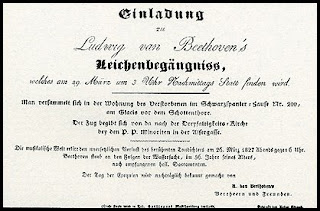 Einladung
zu
Ludwig van Beethoven's
Leichenbegängniss,
welches am 29. März um 3 Uhr Nachmittags Statt finden wird.
Man versammelt sich in der Wohnung des Verstorbenen im Schwarzspanier-Hause Nr. 200,
am Glacis vor dem Schottenthore.
Der Zug begibt sich von da nach der Dreyfaltigkeits-Kirche
bey den P. P. Minoriten in der Alsergasse.
Die musikalische Welt erlitt den unersetzlichen Verlust des berühmten Tondichters am 26. März 1827 Abends gegen 6 Uhr.
Beethoven starb an den Folgen der Wassersucht, im 56. Jahre seines Alters,
nach empfangenen heil. Sacramenten.
Der Tag der Exequien wird nachträglich bekannt gemacht von
L. van Beethoven's
Verehrern und Freunden.